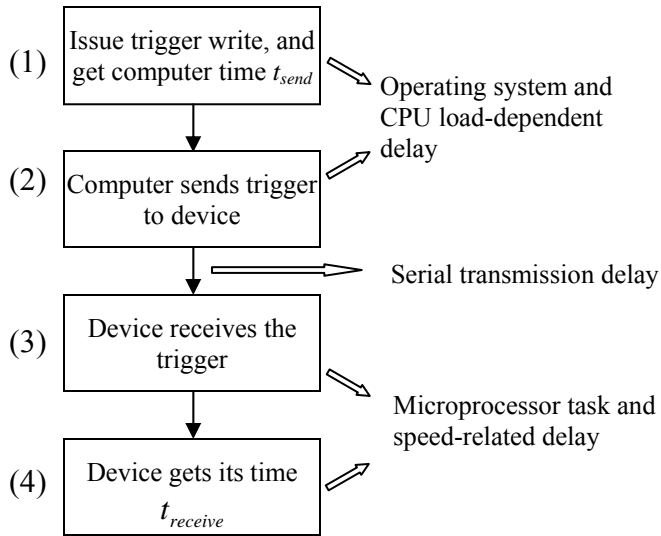 (1)
Issue trigger write, and
get computer time t_send
Operating system and
CPU load-dependent
delay
(2)
Computer sends trigger
to device
Serial transmission delay
(3)
Device receives the
trigger
Microprocessor task and
speed-related delay
(4)
Device gets its time
t_receive